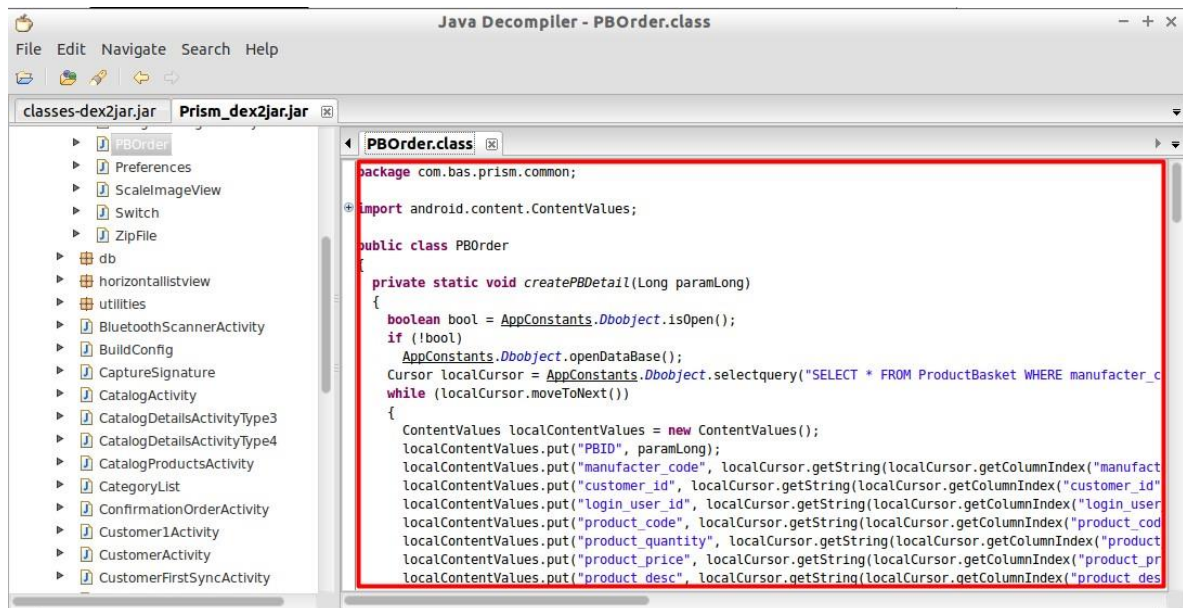 Java Decompiler - PBOrder.class
File Edit Navigate Search Help
classes-dex2jar.jar Prism_dex2jar.jar
PBOrder
Preferences
ScaleImageView
Switch
ZipFile
db
horizontallistview
utilities
BluetoothScannerActivity
BuildConfig
CaptureSignature
CatalogActivity
CatalogDetailsActivityType3
CatalogDetailsActivityType4
CatalogProductsActivity
CategoryList
ConfirmationOrderActivity
Customer1Activity
CustomerActivity
CustomerFirstSyncActivity
PBOrder.class
package com.bas.prism.common;
import android.content.ContentValues;
public class PBOrder
{
private static void createPBDetail(Long paramLong)
{
boolean bool = AppConstants.Dbobject.isOpen();
if (!bool)
AppConstants.Dbobject.openDataBase();
Cursor localCursor = AppConstants.Dbobject.selectquery("SELECT * FROM ProductBasket WHERE manufacter_c
while (localCursor.moveToNext())
{
ContentValues localContentValues = new ContentValues();
localContentValues.put("PBID", paramLong);
localContentValues.put("manufacter_code", localCursor.getString(localCursor.getColumnIndex("manufact
localContentValues.put("customer_id", localCursor.getString(localCursor.getColumnIndex("customer_id"
localContentValues.put("login_user_id", localCursor.getString(localCursor.getColumnIndex("login_user
localContentValues.put("product_code", localCursor.getString(localCursor.getColumnIndex("product_cod
localContentValues.put("product_quantity", localCursor.getString(localCursor.getColumnIndex("product
localContentValues.put("product_price", localCursor.getString(localCursor.getColumnIndex("product_pr
localContentValues.put("product_desc", localCursor.getString(localCursor.getColumnIndex("product_des